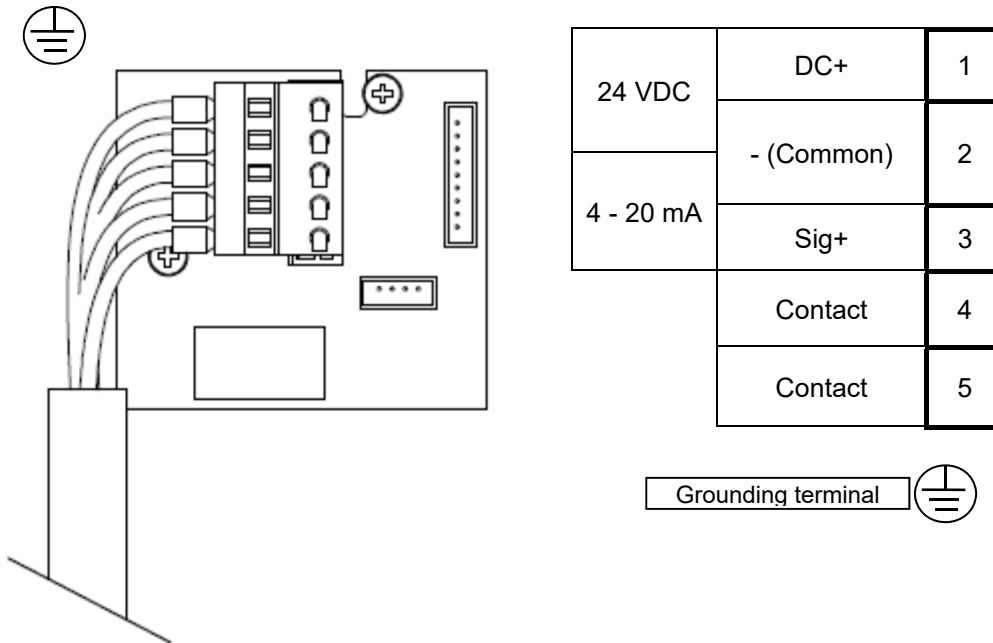 24 VDC
DC+
1
- (Common)
2
4 - 20 mA
Sig+
3
Contact
4
Contact
5
Grounding terminal